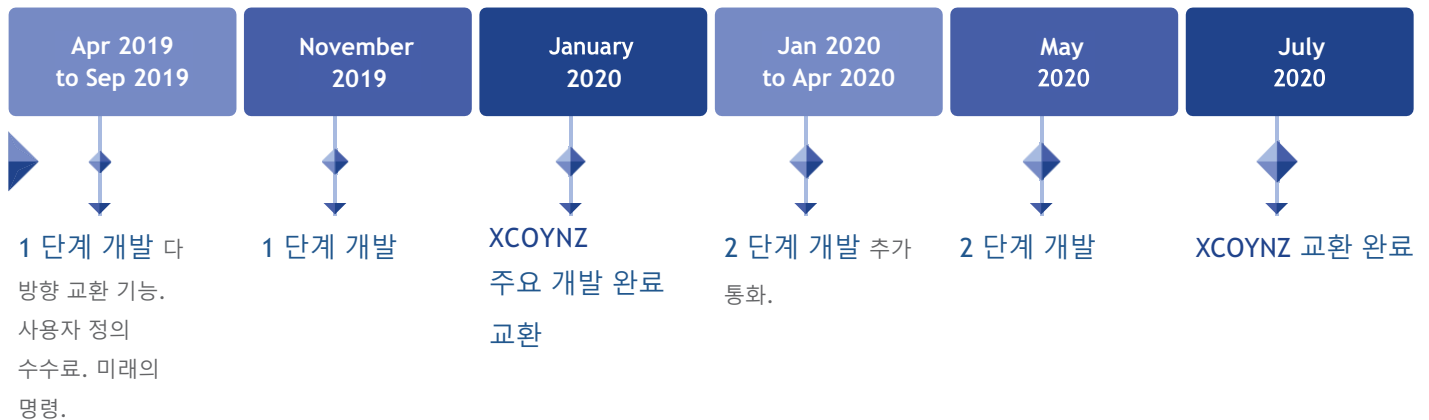 Apr 2019
to Sep 2019
November
2019
January
2020
Jan 2020
to Apr 2020
May
2020
July
2020
1 단계 개발 다
방향 교환 기능.
사용자 정의
수수료. 미래의
명령.
1 단계 개발
XCOYNZ
주요 개발 완료
교환
2 단계 개발 추가
통화.
2 단계 개발
XCOYNZ 교환 완료